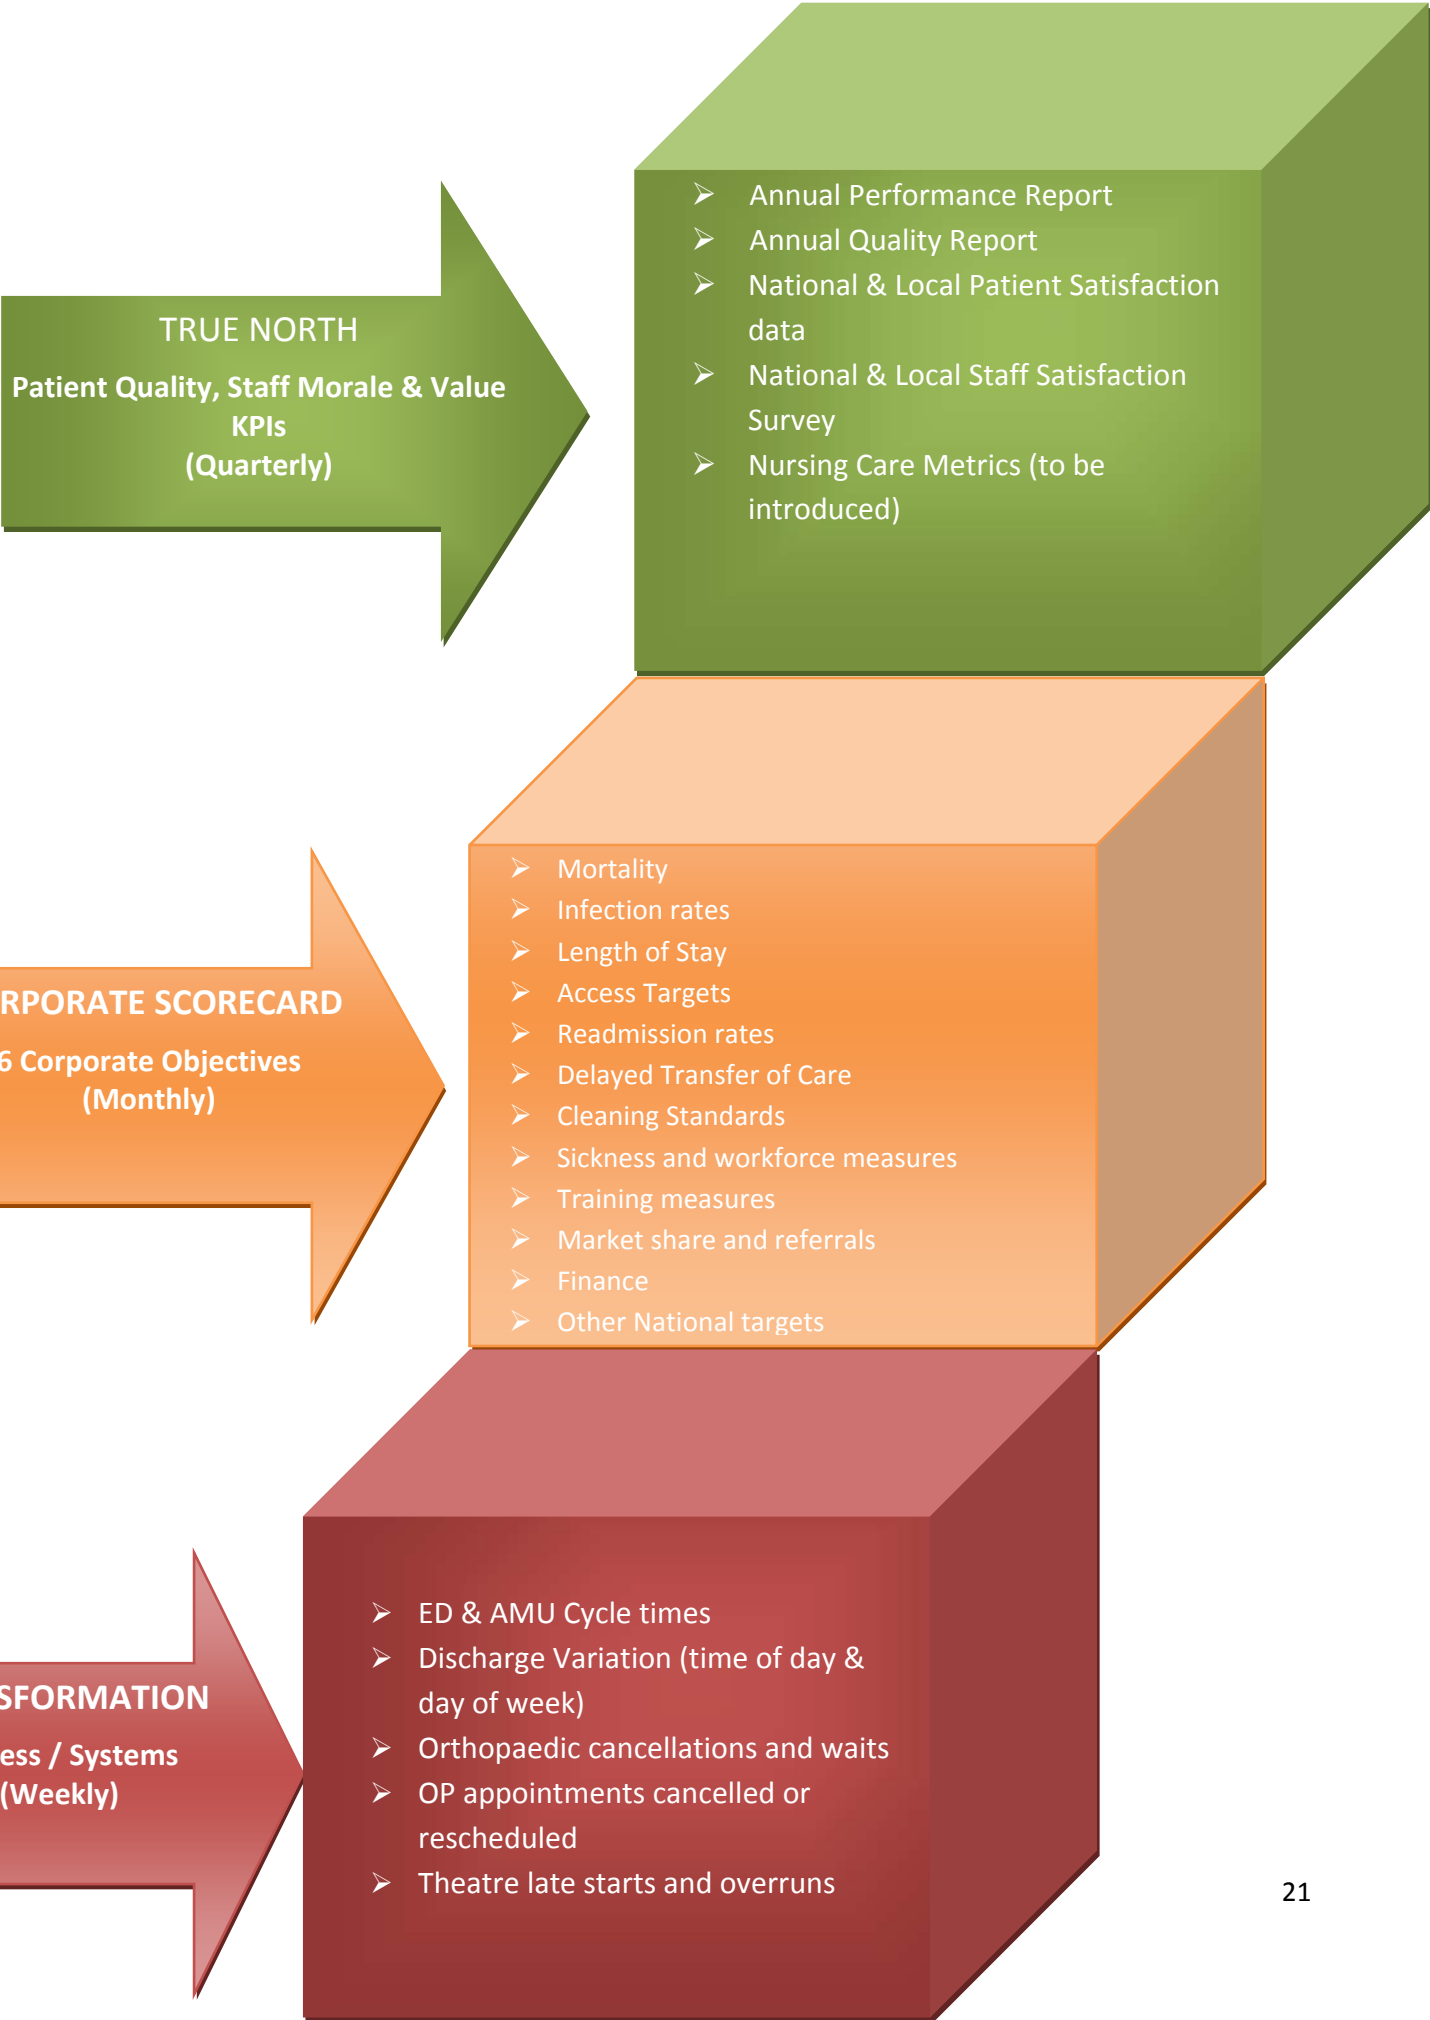 ➢ Annual Performance Report
➢ Annual Quality Report
➢ National & Local Patient Satisfaction
data
➢ National & Local Staff Satisfaction
Survey
➢ Nursing Care Metrics (to be
introduced)
TRUE NORTH
Patient Quality, Staff Morale & Value
KPIs
(Quarterly)
➢ Mortality
➢ Infection rates
➢ Length of Stay
➢ Access Targets
➢ Readmission rates
➢ Delayed Transfer of Care
➢ Cleaning Standards
➢ Sickness and workforce measures
➢ Training measures
➢ Market share and referrals
➢ Finance
➢ Other National targets
RPORATE SCORECARD
6 Corporate Objectives
(Monthly)
➢ ED & AMU Cycle times
➢ Discharge Variation (time of day &
day of week)
➢ Orthopaedic cancellations and waits
➢ OP appointments cancelled or
rescheduled
➢ Theatre late starts and overruns
SFORMATION
ess / Systems
(Weekly)
21